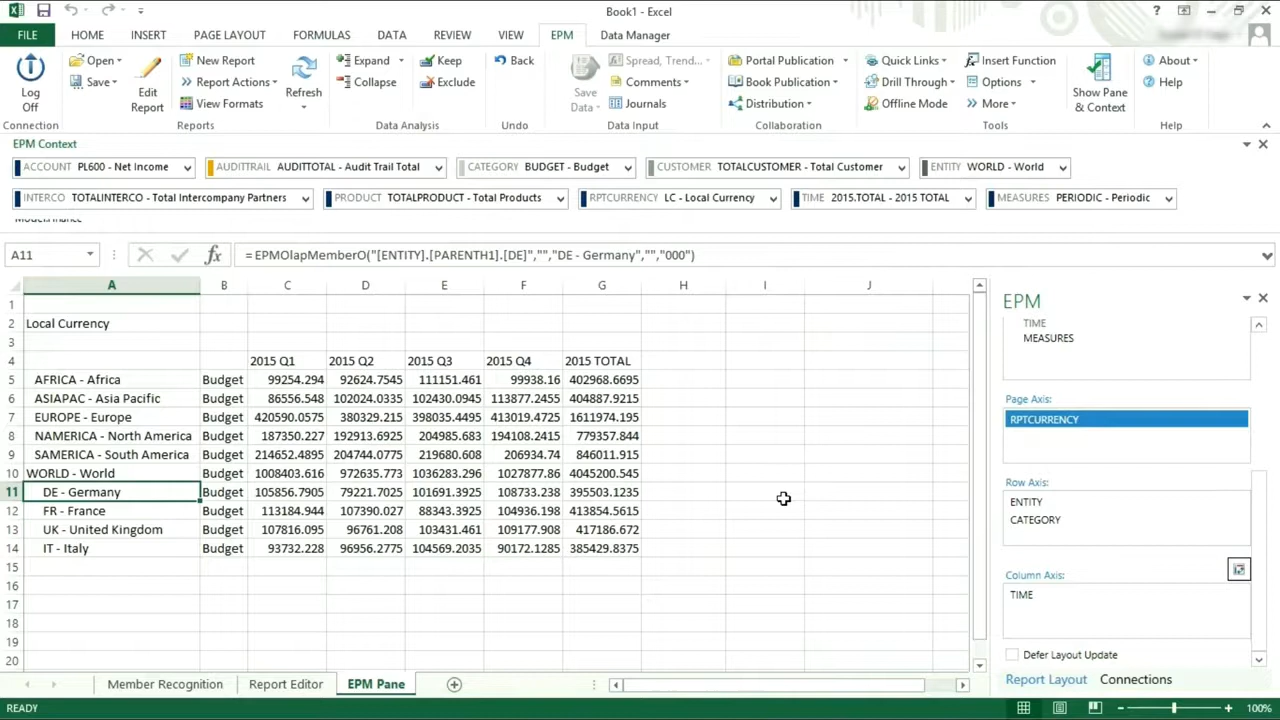 Book1 - Excel
?
FILE HOME INSERT PAGE LAYOUT FORMULAS DATA REVIEW VIEW EPM Data Manager
Open Save New Report Report Actions View Formats Expand Collapse Keep Exclude Back Spread, Trend... Comments Journals Portal Publication Book Publication Distribution Quick Links Drill Through Offline Mode Insert Function Options More About Help
Log Off Edit Report Refresh Save Data Show Pane & Context
Connection Reports Data Analysis Undo Data Input Collaboration Tools Help
EPM Context
ACCOUNT PL600 - Net Income AUDITTRAIL AUDITTOTAL - Audit Trail Total CATEGORY BUDGET - Budget CUSTOMER TOTALCUSTOMER - Total Customer ENTITY WORLD - World
INTERCO TOTALINTERCO - Total Intercompany Partners PRODUCT TOTALPRODUCT - Total Products RPTCURRENCY LC - Local Currency TIME 2015.TOTAL - 2015 TOTAL MEASURES PERIODIC - Periodic
A11 fx =EPMOlapMemberO("[ENTITY].[PARENTH1].[DE]","","DE - Germany","","000")
A B C D E F G H I J
1
2 Local Currency
3
4 2015 Q1 2015 Q2 2015 Q3 2015 Q4 2015 TOTAL
5 AFRICA - Africa Budget 99254.294 92624.7545 111151.461 99938.16 402968.6695
6 ASIAPAC - Asia Pacific Budget 86556.548 102024.0335 102430.0945 113877.2455 404887.9215
7 EUROPE - Europe Budget 420590.0575 380329.215 398035.4495 413019.4725 1611974.195
8 NAMERICA - North America Budget 187350.227 192913.6925 204985.683 194108.2415 779357.844
9 SAMERICA - South America Budget 214652.4895 204744.0775 219680.608 206934.74 846011.915
10 WORLD - World Budget 1008403.616 972635.773 1036283.296 1027877.86 4045200.545
11 DE - Germany Budget 105856.7905 79221.7025 101691.3925 108733.238 395503.1235
12 FR - France Budget 113184.944 107390.027 88343.3925 104936.198 413854.5615
13 UK - United Kingdom Budget 107816.095 96761.208 103431.461 109177.908 417186.672
14 IT - Italy Budget 93732.228 96956.2775 104569.2035 90172.1285 385429.8375
15
16
17
18
19
20
EPM
TIME
MEASURES
Page Axis:
RPTCURRENCY
Row Axis:
ENTITY
CATEGORY
Column Axis:
TIME
Defer Layout Update
Report Layout Connections
Member Recognition Report Editor EPM Pane
READY 100%